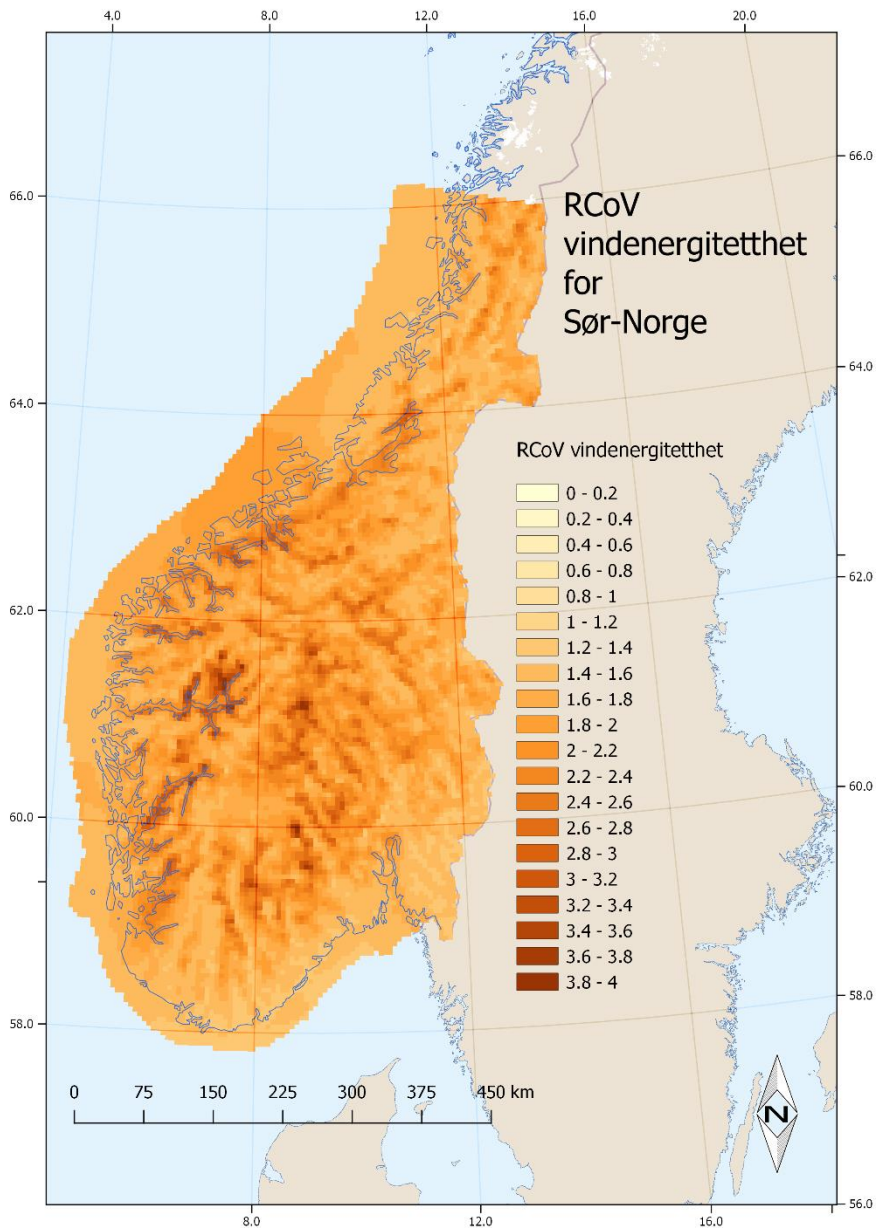 4.0 8.0 12.0 16.0 20.0
66.0
66.0
RCoV
vindenergitetthet
for
Sør-Norge
64.0
64.0
RCoV vindenergitetthet
0 - 0.2
0.2 - 0.4
0.4 - 0.6
0.6 - 0.8
0.8 - 1
1 - 1.2
1.2 - 1.4
1.4 - 1.6
1.6 - 1.8
1.8 - 2
2 - 2.2
2.2 - 2.4
2.4 - 2.6
2.6 - 2.8
2.8 - 3
3 - 3.2
3.2 - 3.4
3.4 - 3.6
3.6 - 3.8
3.8 - 4
62.0
62.0
60.0
60.0
58.0
58.0
0 75 150 225 300 375 450 km
N
56.0
8.0 12.0 16.0